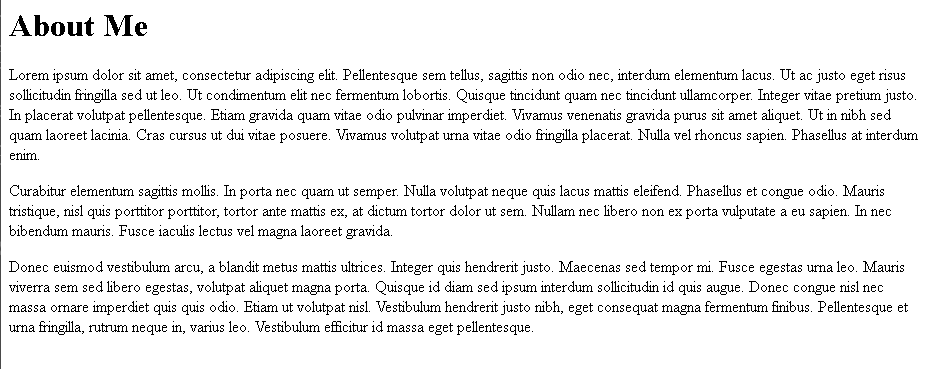 About Me
Lorem ipsum dolor sit amet, consectetur adipiscing elit. Pellentesque sem tellus, sagittis non odio nec, interdum elementum lacus. Ut ac justo eget risus
sollicitudin fringilla sed ut leo. Ut condimentum elit nec fermentum lobortis. Quisque tincidunt quam nec tincidunt ullamcorper. Integer vitae pretium justo.
In placerat volutpat pellentesque. Etiam gravida quam vitae odio pulvinar imperdiet. Vivamus venenatis gravida purus sit amet aliquet. Ut in nibh sed
quam laoreet lacinia. Cras cursus ut dui vitae posuere. Vivamus volutpat urna vitae odio fringilla placerat. Nulla vel rhoncus sapien. Phasellus at interdum
enim.
Curabitur elementum sagittis mollis. In porta nec quam ut semper. Nulla volutpat neque quis lacus mattis eleifend. Phasellus et congue odio. Mauris
tristique, nisl quis porttitor porttitor, tortor ante mattis ex, at dictum tortor dolor ut sem. Nullam nec libero non ex porta vulputate a eu sapien. In nec
bibendum mauris. Fusce iaculis lectus vel magna laoreet gravida.
Donec euismod vestibulum arcu, a blandit metus mattis ultrices. Integer quis hendrerit justo. Maecenas sed tempor mi. Fusce egestas urna leo. Mauris
viverra sem sed libero egestas, volutpat aliquet magna porta. Quisque id diam sed ipsum interdum sollicitudin id quis augue. Donec congue nisl nec
massa ornare imperdiet quis quis odio. Etiam ut volutpat nisl. Vestibulum hendrerit justo nibh, eget consequat magna fermentum finibus. Pellentesque et
urna fringilla, rutrum neque in, varius leo. Vestibulum efficitur id massa eget pellentesque.